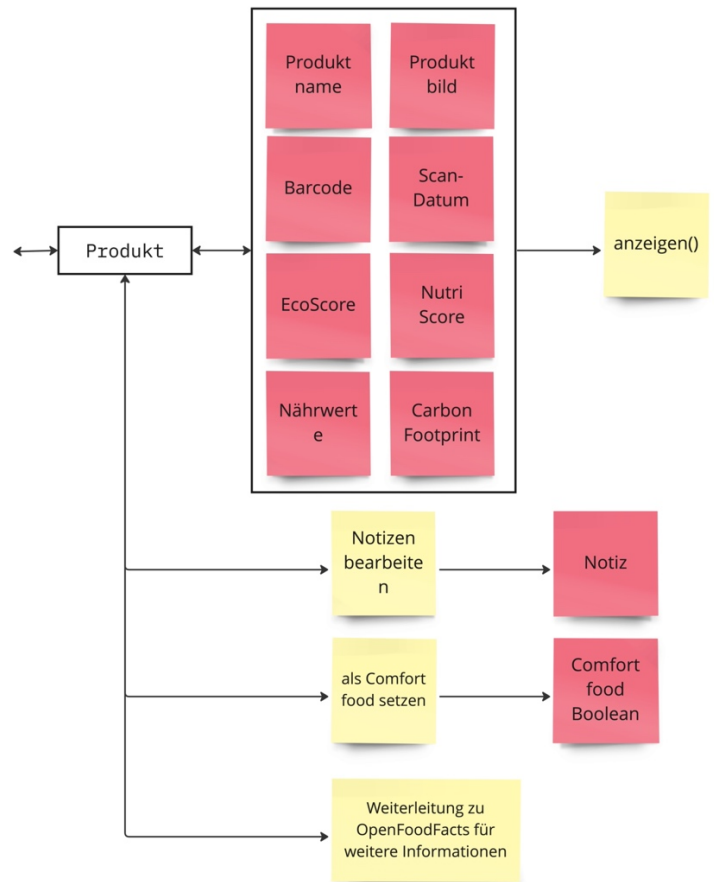 Produkt
name
Produkt
bild
Barcode
Scan-
Datum
anzeigen()
Produkt
EcoScore
Nutri
Score
Nährwert
e
Carbon
Footprint
Notizen
bearbeite
n
Notiz
als Comfort
food setzen
Comfort
food
Boolean
Weiterleitung zu
OpenFoodFacts für
weitere Informationen